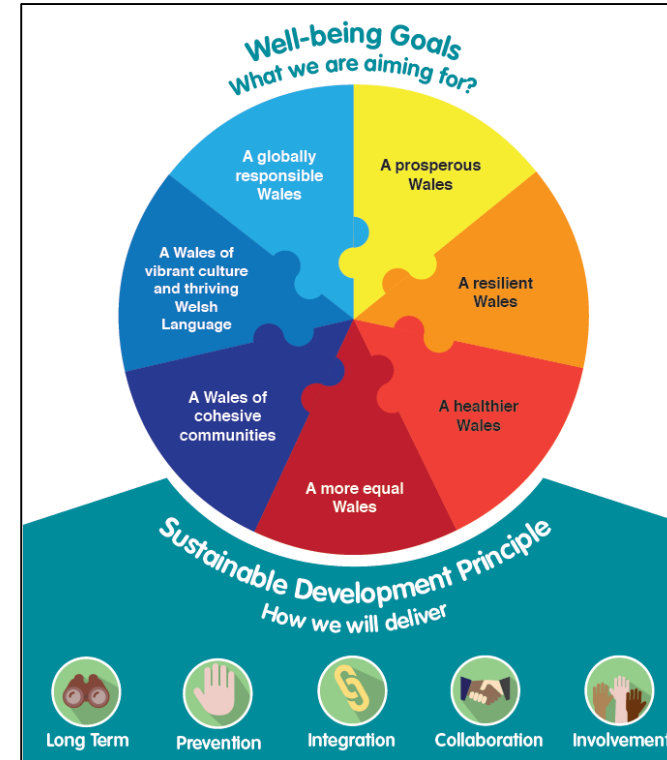 Well-being Goals
What we are aiming for?
A globally
responsible
Wales
A prosperous
Wales
A Wales of
vibrant culture
and thriving
Welsh
Language
A resilient
Wales
A Wales of
cohesive
communities
A healthier
Wales
A more equal
Wales
Sustainable Development Principle
How we will deliver
Long Term
Prevention
Integration
Collaboration
Involvement